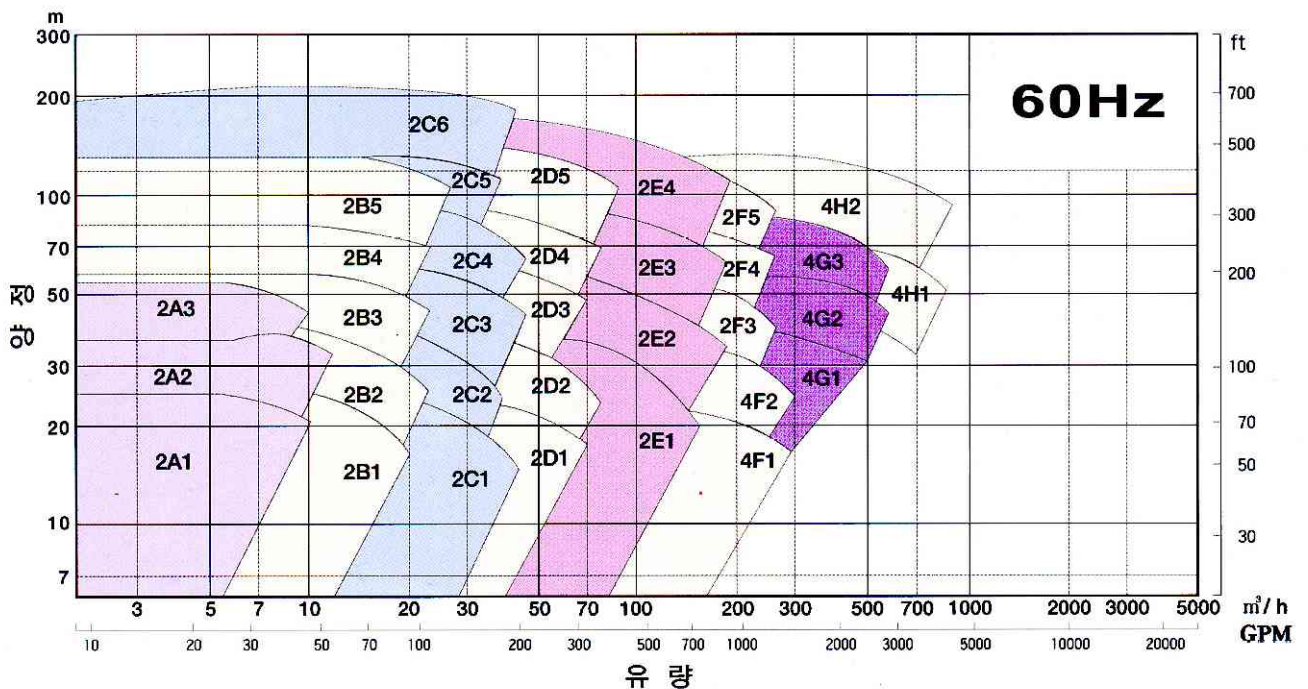 m
300
200
100
70
50
30
20
10
7
양 정
60Hz
ft
700
500
300
200
100
70
50
30
2C6
2C5
2D5
2E4
2B5
2F5
4H2
2B4
2C4
2D4
2E3
2F4
4G3
4H1
2A3
2B3
2C3
2D3
2E2
2F3
4G2
2A2
2B2
2C2
2D2
4F2
4G1
2A1
2B1
2C1
2D1
2E1
4F1
3 5 7 10 20 30 50 70 100 200 300 500 700 1000 2000 3000 5000 m³/h
10 20 30 50 70 100 200 300 500 700 1000 2000 3000 5000 10000 20000 GPM
유 량